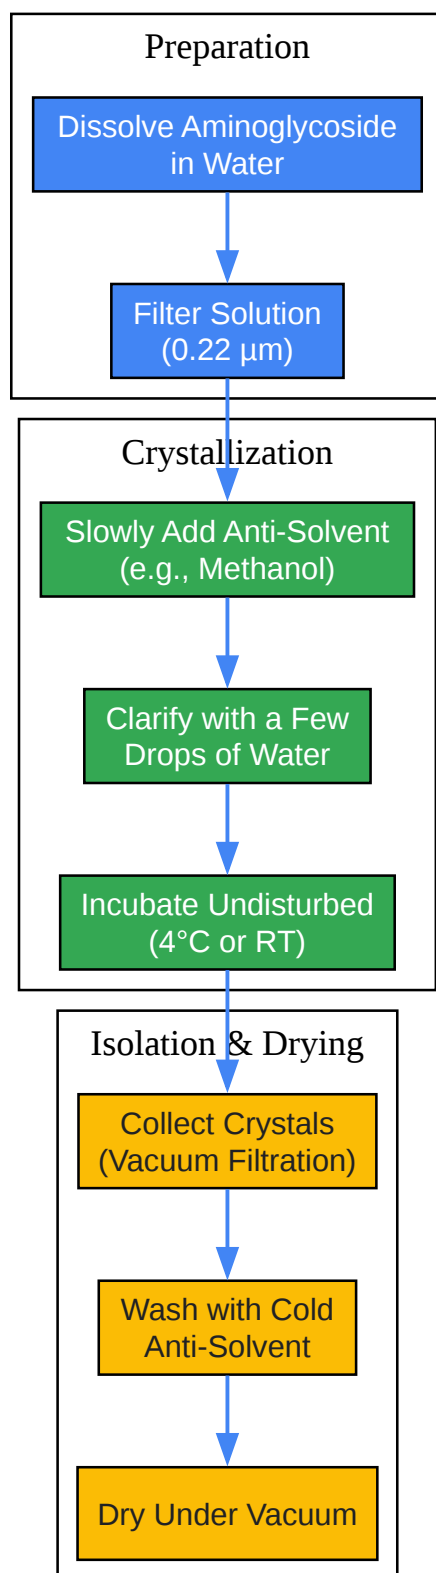 Preparation
Dissolve Aminoglycoside
in Water
Filter Solution
(0.22 µm)
Crystallization
Slowly Add Anti-Solvent
(e.g., Methanol)
Clarify with a Few
Drops of Water
Incubate Undisturbed
(4°C or RT)
Isolation & Drying
Collect Crystals
(Vacuum Filtration)
Wash with Cold
Anti-Solvent
Dry Under Vacuum